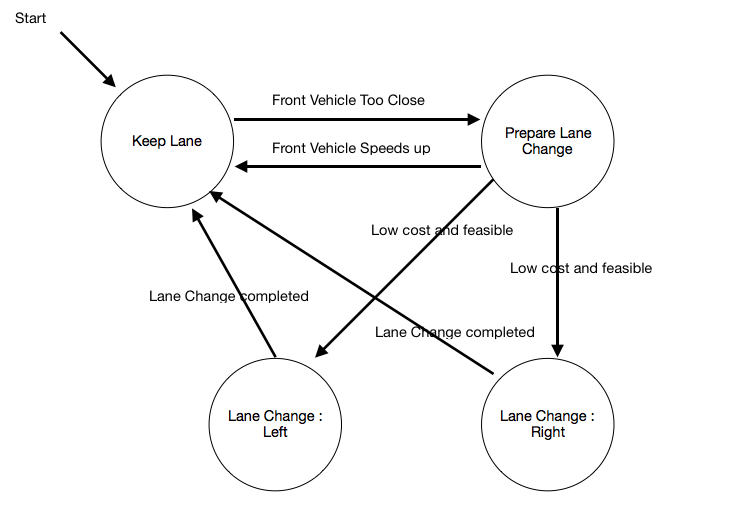 Start
Front Vehicle Too Close
Keep Lane
Prepare Lane
Change
Front Vehicle Speeds up
Low cost and feasible
Low cost and feasible
Lane Change completed
Lane Change completed
Lane Change :
Left
Lane Change :
Right